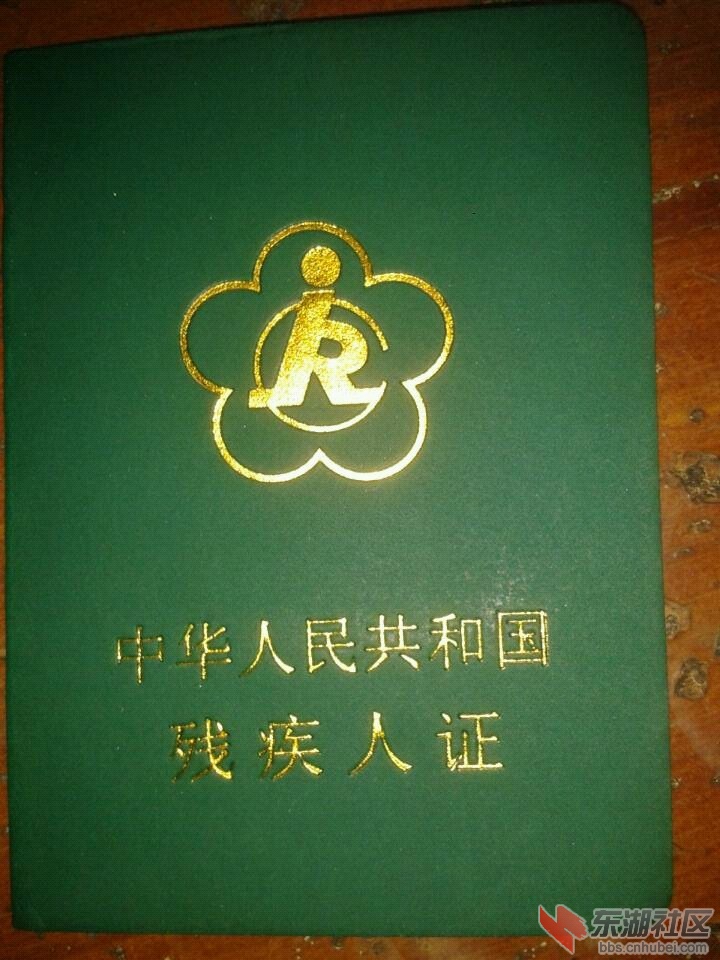 中华人民共和国
残疾人证
东湖社区
bbs.cnhubei.com